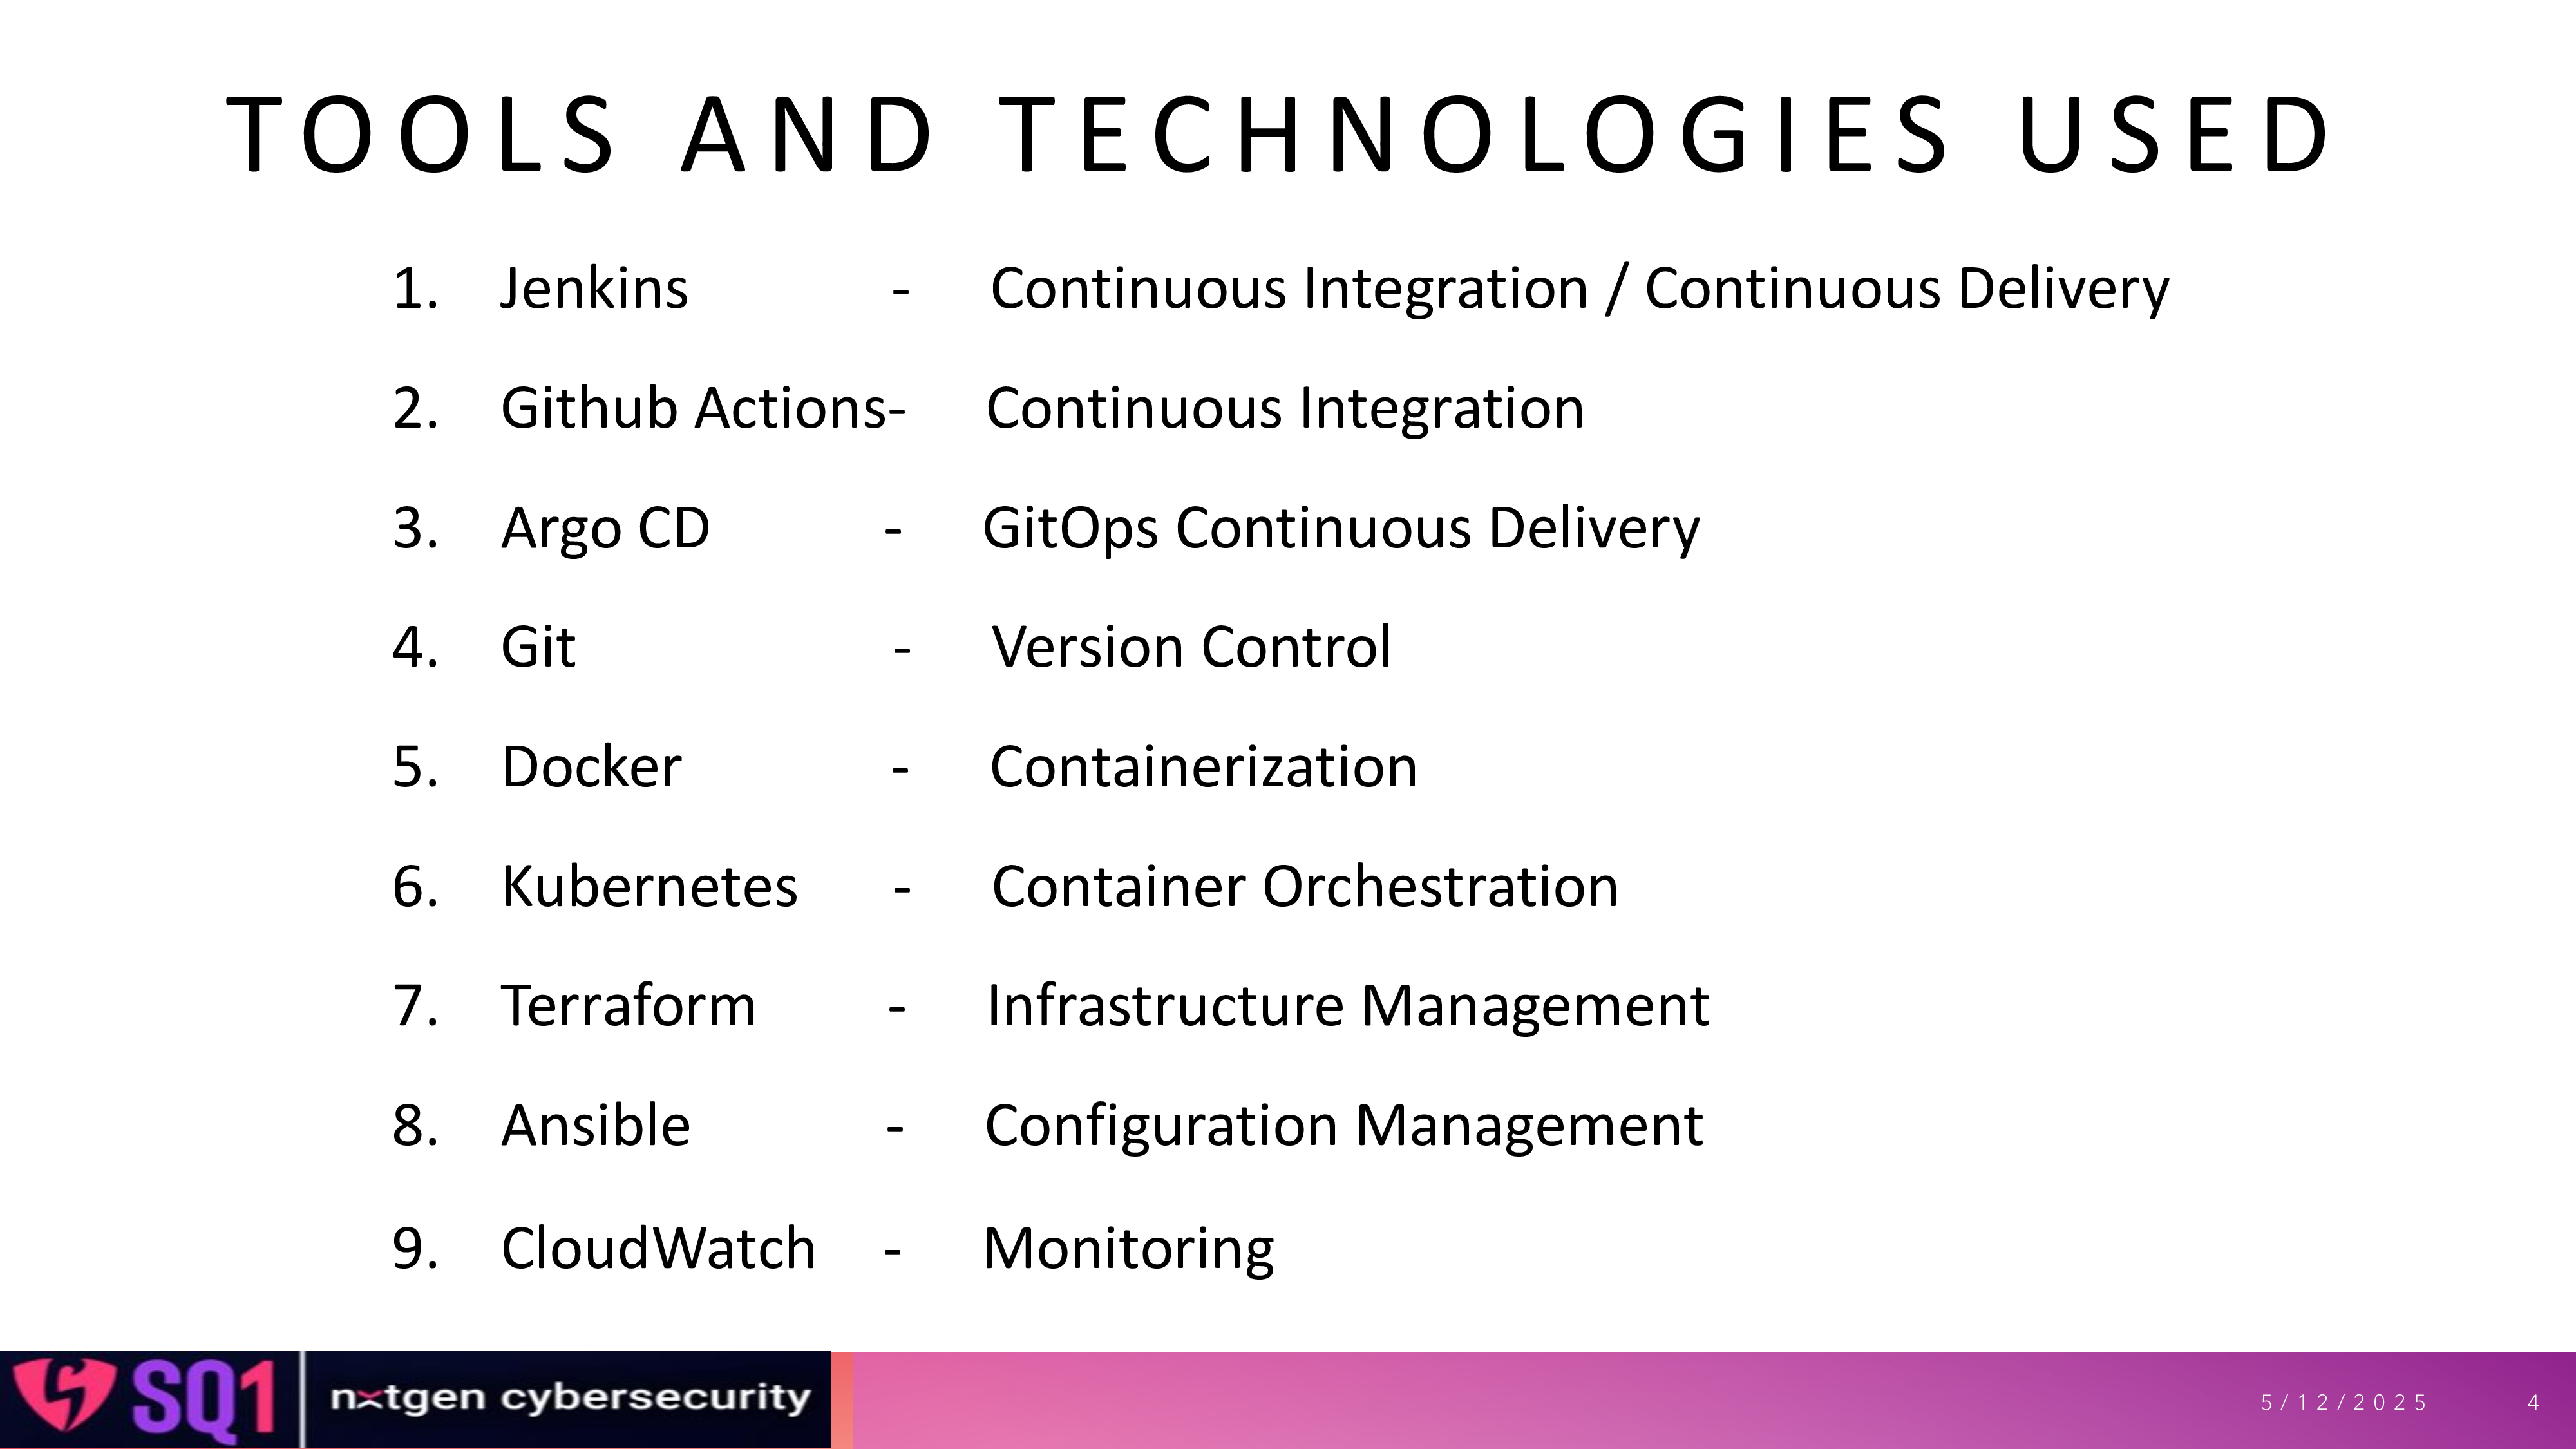 TOOLS AND TECHNOLOGIES USED
1. Jenkins - Continuous Integration / Continuous Delivery
2. Github Actions- Continuous Integration
3. Argo CD - GitOps Continuous Delivery
4. Git - Version Control
5. Docker - Containerization
6. Kubernetes - Container Orchestration
7. Terraform - Infrastructure Management
8. Ansible - Configuration Management
9. CloudWatch - Monitoring
SQ1 nxtgen cybersecurity 5/12/2025 4